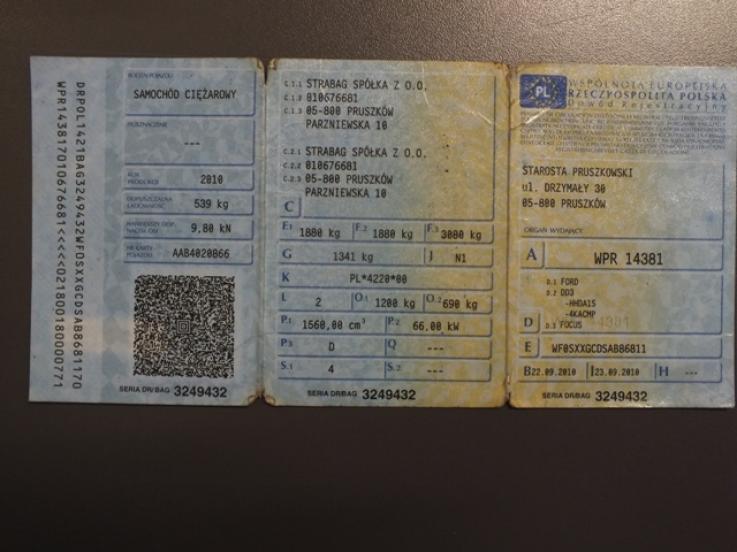 DRPOL1421BAG3249432WF0SXXGCDSAB8681170
WPR1438170106766681<<<<<0218001800007​71
RODZAJ POJAZDU
SAMOCHÓD CIĘŻAROWY
PRZEZNACZENIE
---
ROK PRODUKCJI 2010
DOPUSZCZALNA ŁADOWNOŚĆ 539 kg
NAJWIĘKSZY DOP. NACISK OSI 9,80 kN
NR KARTY POJAZDU AAB4020866
SERIA DR/BAG 3249432
C.1.1 STRABAG SPÓŁKA Z O.O.
C.1.2 010676681
C.1.3 05-800 PRUSZKÓW
PARZNIEWSKA 10
C.2.1 STRABAG SPÓŁKA Z O.O.
C.2.2 010676681
C.2.3 05-800 PRUSZKÓW
PARZNIEWSKA 10
C
E.1 1880 kg F.2 1880 kg F.3 3080 kg
G 1341 kg J N1
K PL*4220*00
L 2 O.1 1200 kg O.2 690 kg
P.1 1560,00 cm³ P.2 66,00 kW
P.3 D Q ---
S.1 4 S.2 ---
SERIA DR/BAG 3249432
PL WSPÓLNOTA EUROPEJSKA
RZECZPOSPOLITA POLSKA
Dowód Rejestracyjny
STAROSTA PRUSZKOWSKI
ul. DRZYMAŁY 30
05-800 PRUSZKÓW
ORGAN WYDAJĄCY
A WPR 14381
D.1 FORD
D.2 DD3
-HHDA1S
-4KACMP
D D.3 FOCUS
E WF0SXXGCDSAB86811
B 22.09.2010 23.09.2010 H ---
SERIA DR/BAG 3249432